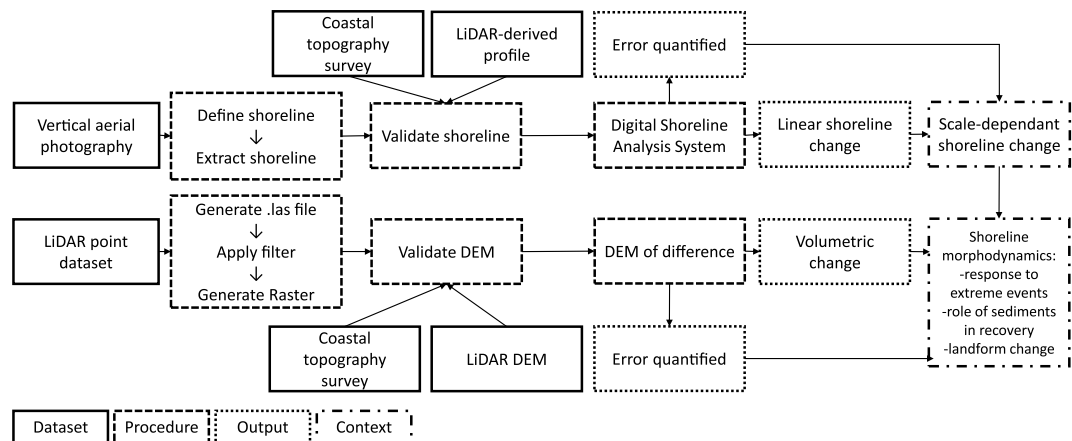 Coastal
topography
survey
LiDAR-derived
profile
Error quantified
Vertical aerial
photography
Define shoreline
↓
Extract shoreline
Validate shoreline
Digital Shoreline
Analysis System
Linear shoreline
change
Scale-dependant
shoreline change
LiDAR point
dataset
Generate .las file
↓
Apply filter
↓
Generate Raster
Validate DEM
DEM of difference
Volumetric
change
Shoreline
morphodynamics:
-response to
extreme events
-role of sediments
in recovery
-landform change
Coastal
topography
survey
LiDAR DEM
Error quantified
Dataset
Procedure
Output
Context